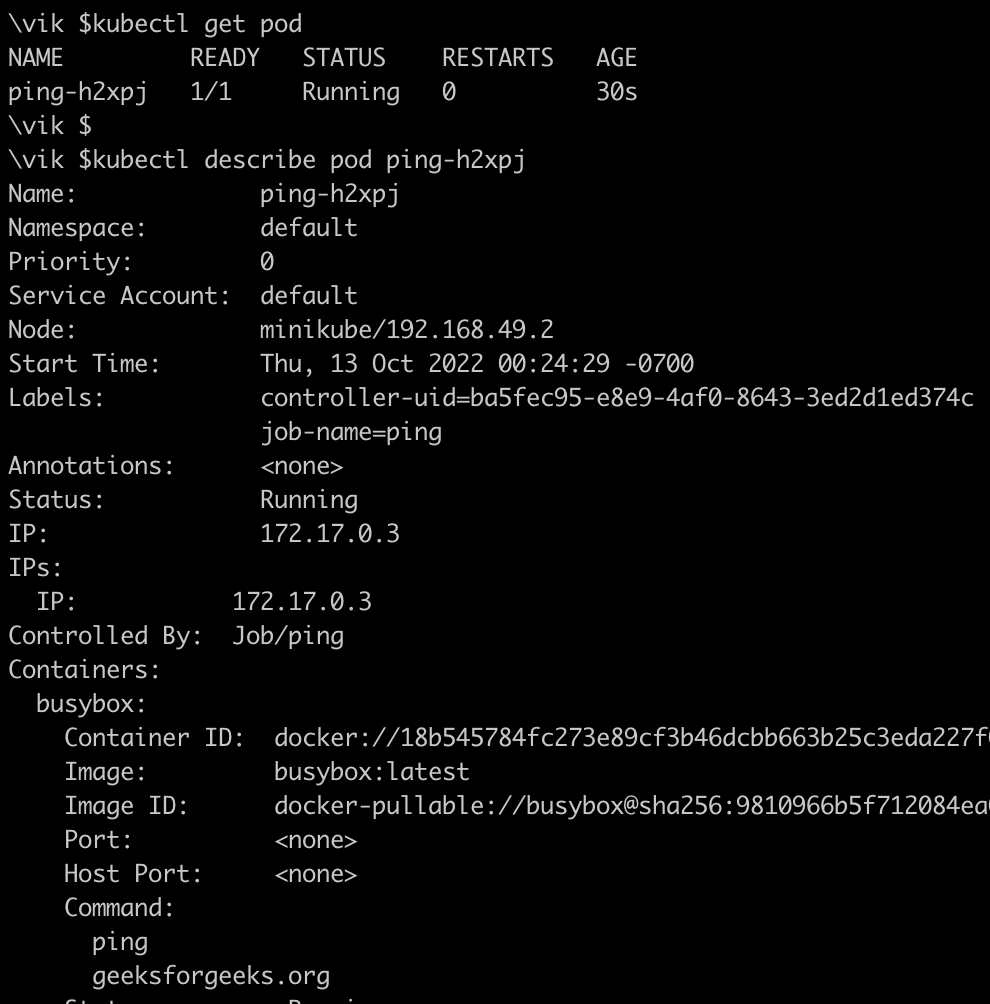 \vik $kubectl get pod
NAME         READY   STATUS    RESTARTS   AGE
ping-h2xpj   1/1     Running   0          30s
\vik $
\vik $kubectl describe pod ping-h2xpj
Name:             ping-h2xpj
Namespace:        default
Priority:         0
Service Account:  default
Node:             minikube/192.168.49.2
Start Time:       Thu, 13 Oct 2022 00:24:29 -0700
Labels:           controller-uid=ba5fec95-e8e9-4af0-8643-3ed2d1ed374c
                  job-name=ping
Annotations:      <none>
Status:           Running
IP:               172.17.0.3
IPs:
  IP:           172.17.0.3
Controlled By:  Job/ping
Containers:
  busybox:
    Container ID:  docker://18b545784fc273e89cf3b46dcbb663b25c3eda227f
    Image:         busybox:latest
    Image ID:      docker-pullable://busybox@sha256:9810966b5f712084ea
    Port:          <none>
    Host Port:     <none>
    Command:
      ping
      geeksforgeeks.org